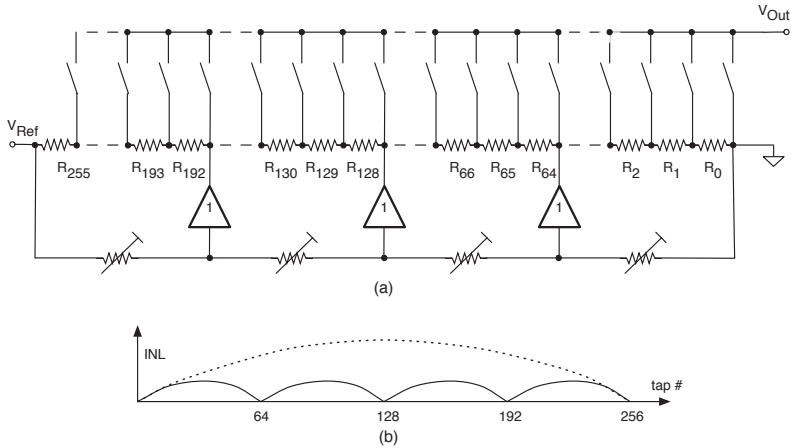 V_Out
V_Ref
R_255 R_193 R_192 R_130 R_129 R_128 R_66 R_65 R_64 R_2 R_1 R_0
1 1 1
(a)
INL
tap #
64 128 192 256
(b)